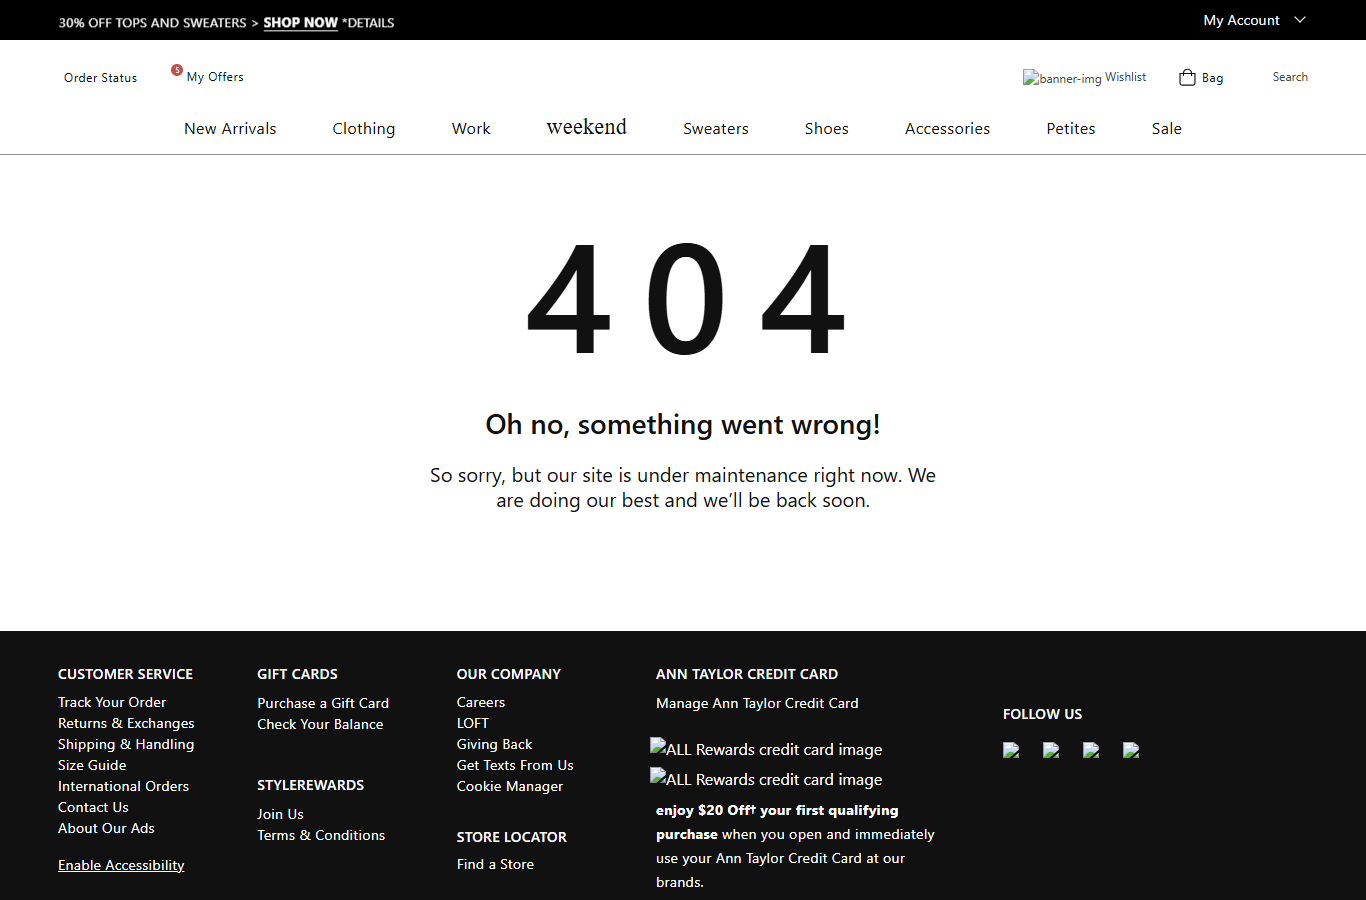 30% OFF TOPS AND SWEATERS > SHOP NOW *DETAILS
My Account
Order Status
5
My Offers
banner-img Wishlist
Bag
Search
New Arrivals
Clothing
Work
weekend
Sweaters
Shoes
Accessories
Petites
Sale
404
Oh no, something went wrong!
So sorry, but our site is under maintenance right now. We
are doing our best and we’ll be back soon.
CUSTOMER SERVICE
Track Your Order
Returns & Exchanges
Shipping & Handling
Size Guide
International Orders
Contact Us
About Our Ads
Enable Accessibility
GIFT CARDS
Purchase a Gift Card
Check Your Balance
STYLEREWARDS
Join Us
Terms & Conditions
OUR COMPANY
Careers
LOFT
Giving Back
Get Texts From Us
Cookie Manager
STORE LOCATOR
Find a Store
ANN TAYLOR CREDIT CARD
Manage Ann Taylor Credit Card
ALL Rewards credit card image
ALL Rewards credit card image
enjoy $20 Off† your first qualifying
purchase when you open and immediately
use your Ann Taylor Credit Card at our
brands.
FOLLOW US